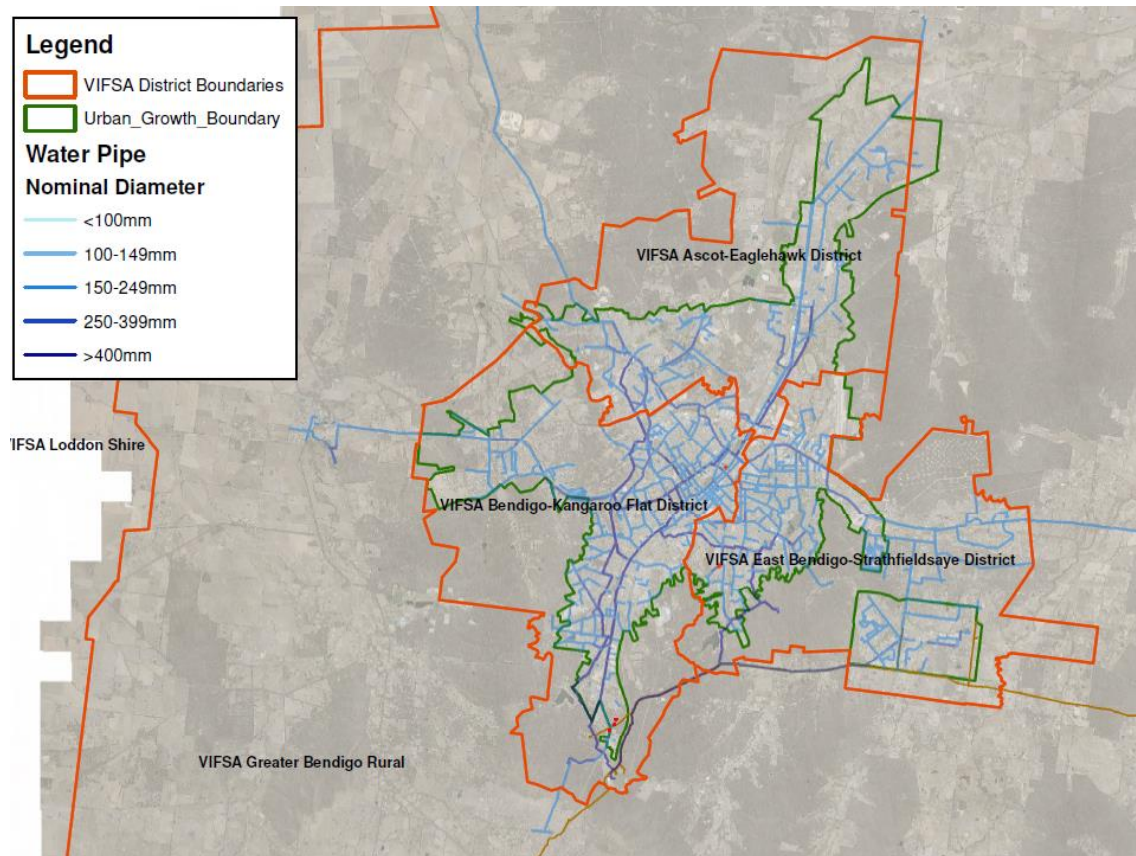 Legend
VIFSA District Boundaries
Urban_Growth_Boundary
Water Pipe
Nominal Diameter
<100mm
100-149mm
150-249mm
250-399mm
>400mm
VIFSA Ascot-Eaglehawk District
VIFSA Loddon Shire
VIFSA Bendigo-Kangaroo Flat District
VIFSA East Bendigo-Strathfieldsaye District
VIFSA Greater Bendigo Rural